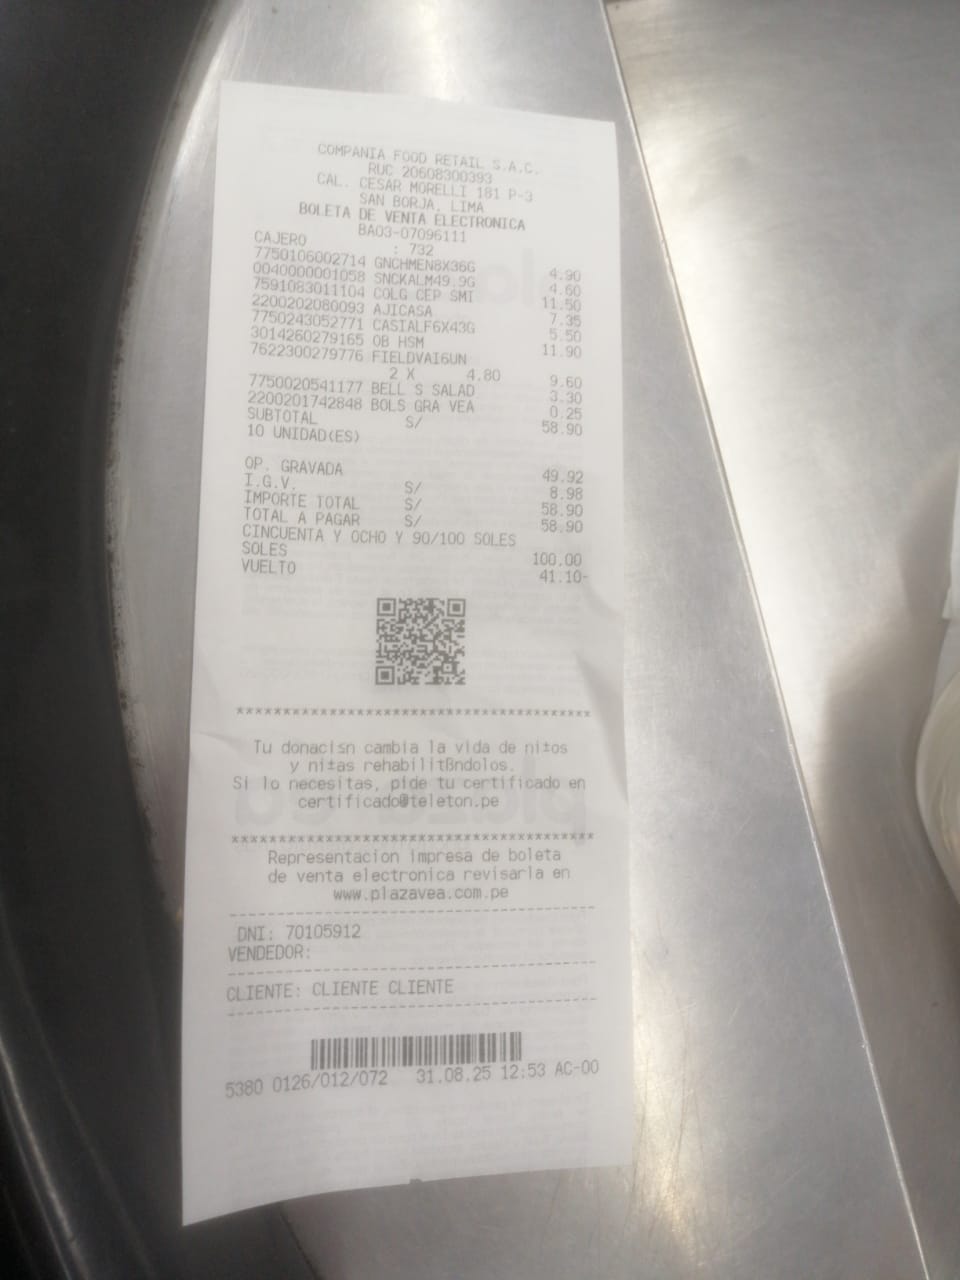 COMPANIA FOOD RETAIL S.A.C.
RUC 20608300393
CAL. CESAR MORELLI 181 P-3
SAN BORJA, LIMA
BOLETA DE VENTA ELECTRONICA
BA03-07096111
CAJERO : 732
7750106002714 GNCHMEN8X36G 4.90
0040000001058 SNCKALM49.9G 4.60
7591083011104 COLG CEP SMI 11.50
2200202080093 AJICASA 7.35
7750243052771 CASIALF6X43G 5.50
3014260279165 OB HSM 11.90
7622300279776 FIELDVAI6UN
2 X 4.80 9.60
7750020541177 BELL S SALAD 3.30
2200201742848 BOLS GRA VEA 0.25
SUBTOTAL S/ 58.90
10 UNIDAD(ES)
OP. GRAVADA 49.92
I.G.V. S/ 8.98
IMPORTE TOTAL S/ 58.90
TOTAL A PAGAR S/ 58.90
CINCUENTA Y OCHO Y 90/100 SOLES
SOLES 100.00
VUELTO 41.10-
***************************************
Tu donacisn cambia la vida de ni±os
y ni±as rehabilitßndolos.
Si lo necesitas, pide tu certificado en
certificado@teleton.pe
***************************************
Representacion impresa de boleta
de venta electronica revisarla en
www.plazavea.com.pe
DNI: 70105912
VENDEDOR:
CLIENTE: CLIENTE CLIENTE
5380 0126/012/072 31.08.25 12:53 AC-00